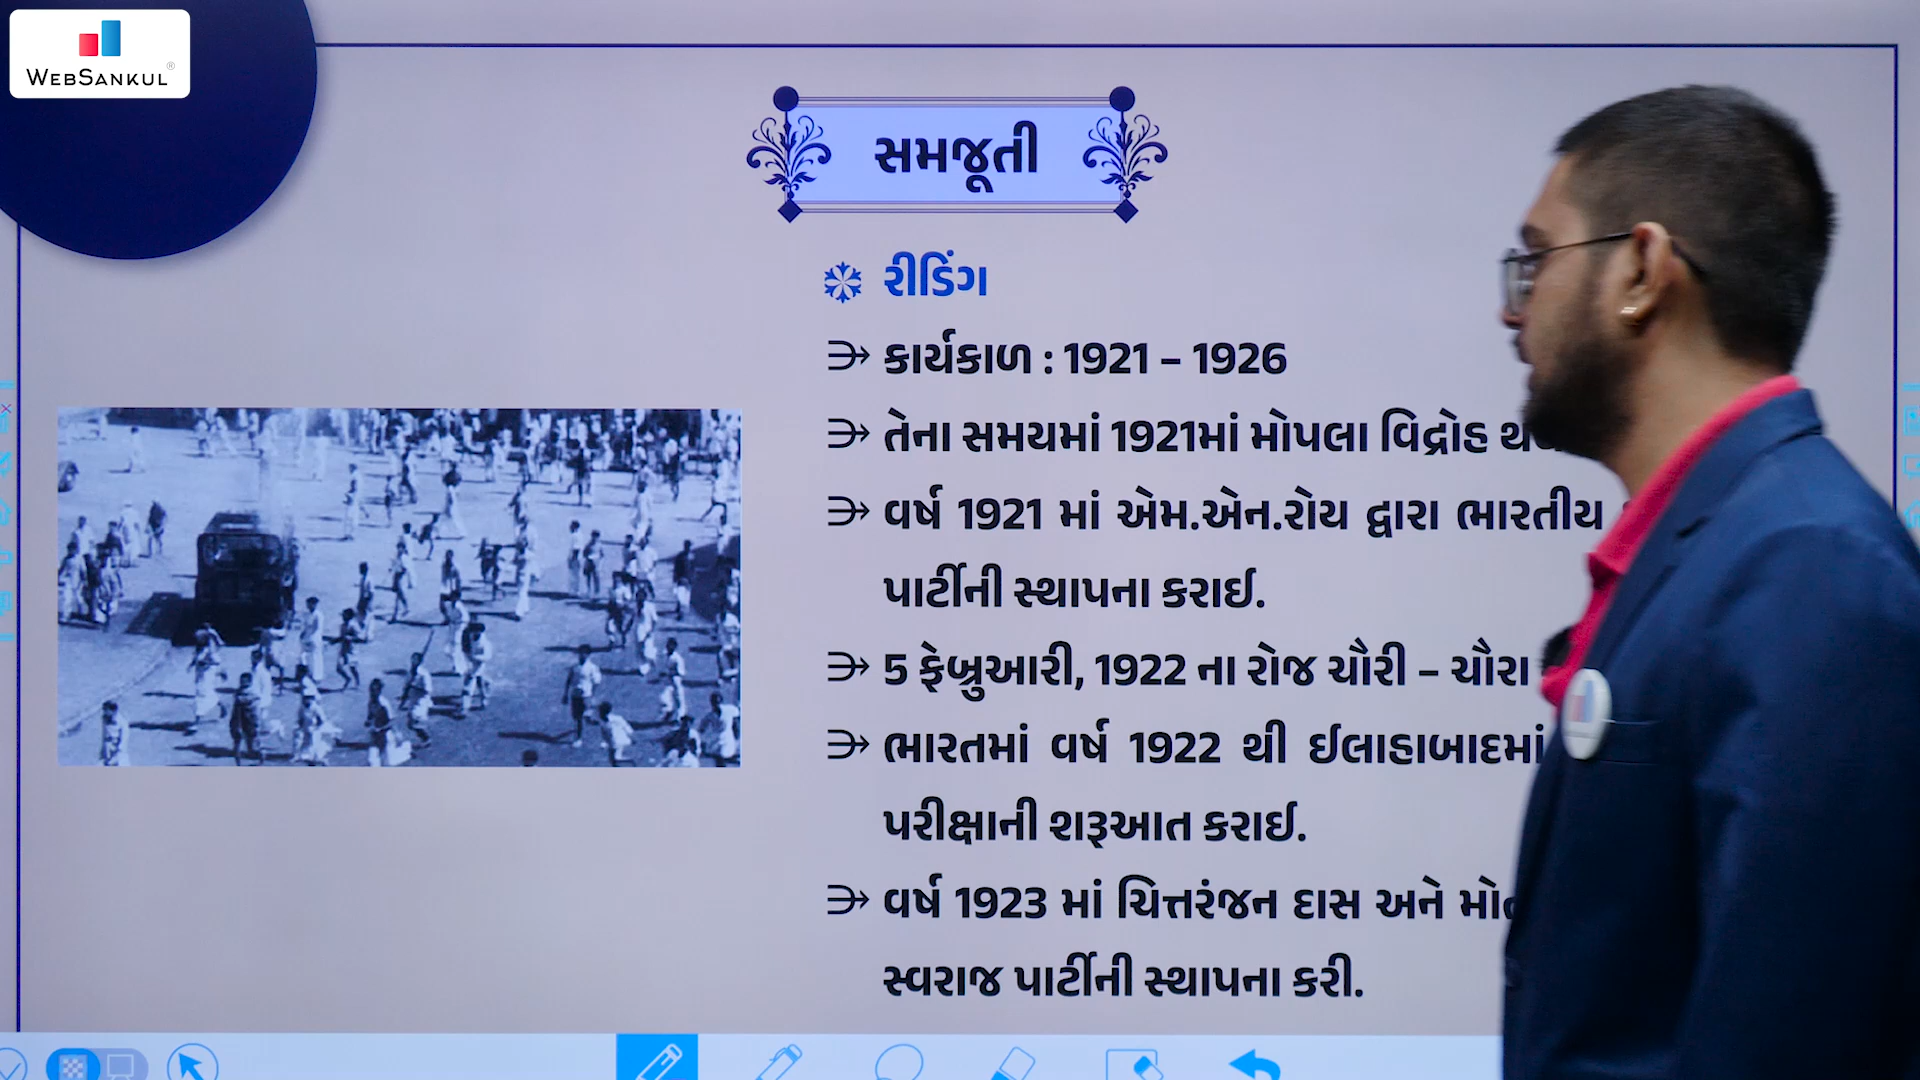 WEBSANKUL®
સમજૂતી
રીડિંગ
કાર્યકાળ : 1921 – 1926
તેના સમયમાં 1921માં મોપલા વિદ્રોહ
વર્ષ 1921 માં એમ.એન.રોય દ્વારા ભારતીય
પાર્ટીની સ્થાપના કરાઈ.
5 ફેબ્રુઆરી, 1922 ના રોજ ચૌરી – ચૌરા
ભારતમાં વર્ષ 1922 થી ઈલાહાબાદમાં
પરીક્ષાની શરૂઆત કરાઈ.
વર્ષ 1923 માં ચિત્તરંજન દાસ અને
સ્વરાજ પાર્ટીની સ્થાપના કરી.